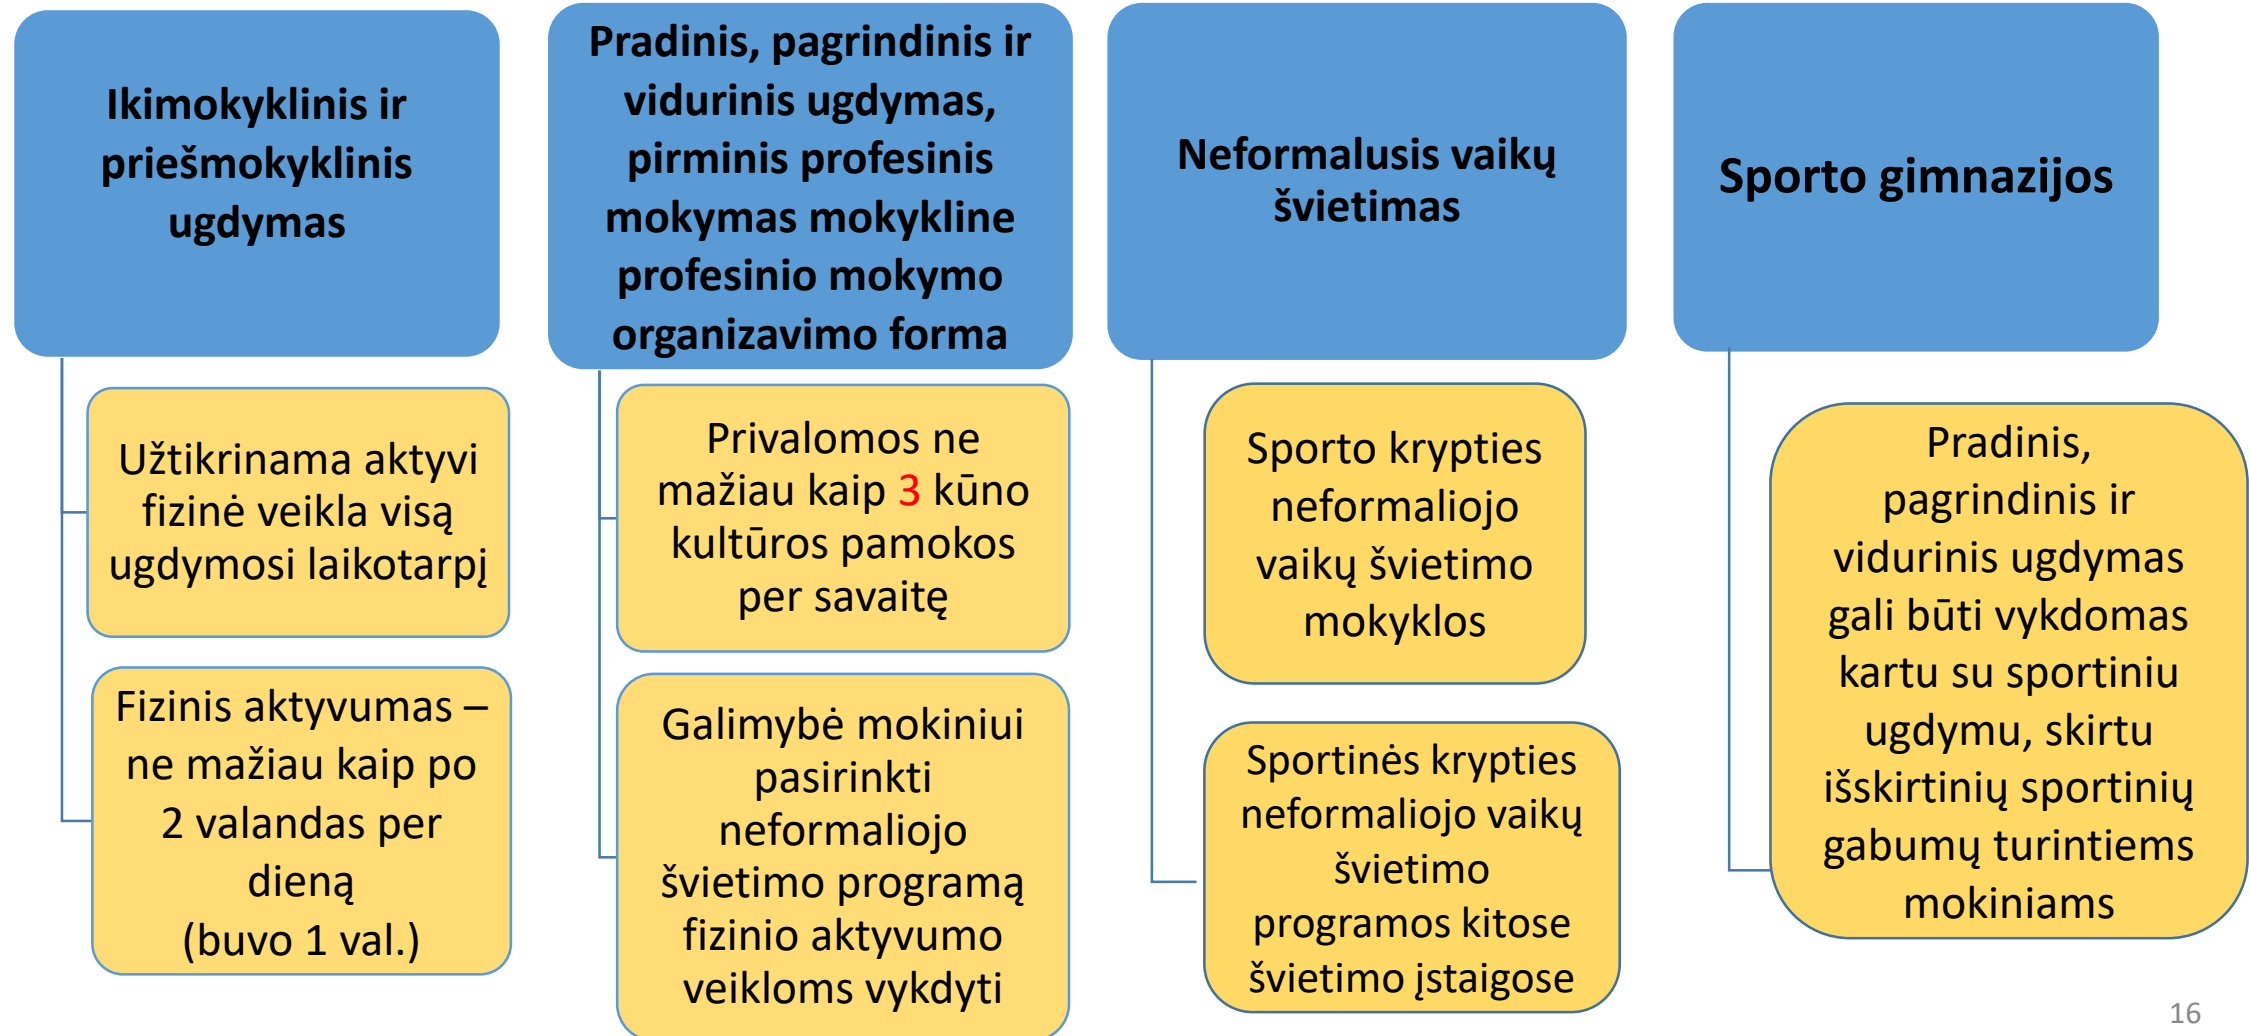 Ikimokyklinis ir
priešmokyklinis
ugdymas
Užtikrinama aktyvi
fizinė veikla visą
ugdymosi laikotarpį
Fizinis aktyvumas –
ne mažiau kaip po
2 valandas per
dieną
(buvo 1 val.)
Pradinis, pagrindinis ir
vidurinis ugdymas,
pirminis profesinis
mokymas mokykline
profesinio mokymo
organizavimo forma
Privalomos ne
mažiau kaip 3 kūno
kultūros pamokos
per savaitę
Galimybė mokiniui
pasirinkti
neformaliojo
švietimo programą
fizinio aktyvumo
veikloms vykdyti
Neformalusis vaikų
švietimas
Sporto krypties
neformaliojo
vaikų švietimo
mokyklos
Sportinės krypties
neformaliojo vaikų
švietimo
programos kitose
švietimo įstaigose
Sporto gimnazijos
Pradinis,
pagrindinis ir
vidurinis ugdymas
gali būti vykdomas
kartu su sportiniu
ugdymu, skirtu
išskirtinių sportinių
gabumų turintiems
mokiniams
16